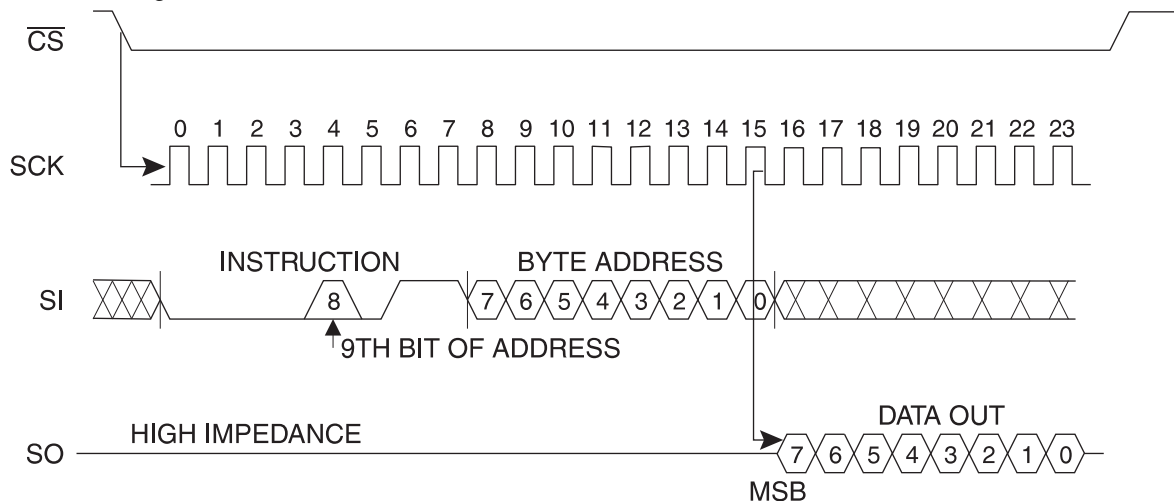 CS
0 1 2 3 4 5 6 7 8 9 10 11 12 13 14 15 16 17 18 19 20 21 22 23
SCK
INSTRUCTION BYTE ADDRESS
SI 8 7 6 5 4 3 2 1 0
9TH BIT OF ADDRESS
DATA OUT
HIGH IMPEDANCE
SO 7 6 5 4 3 2 1 0
MSB